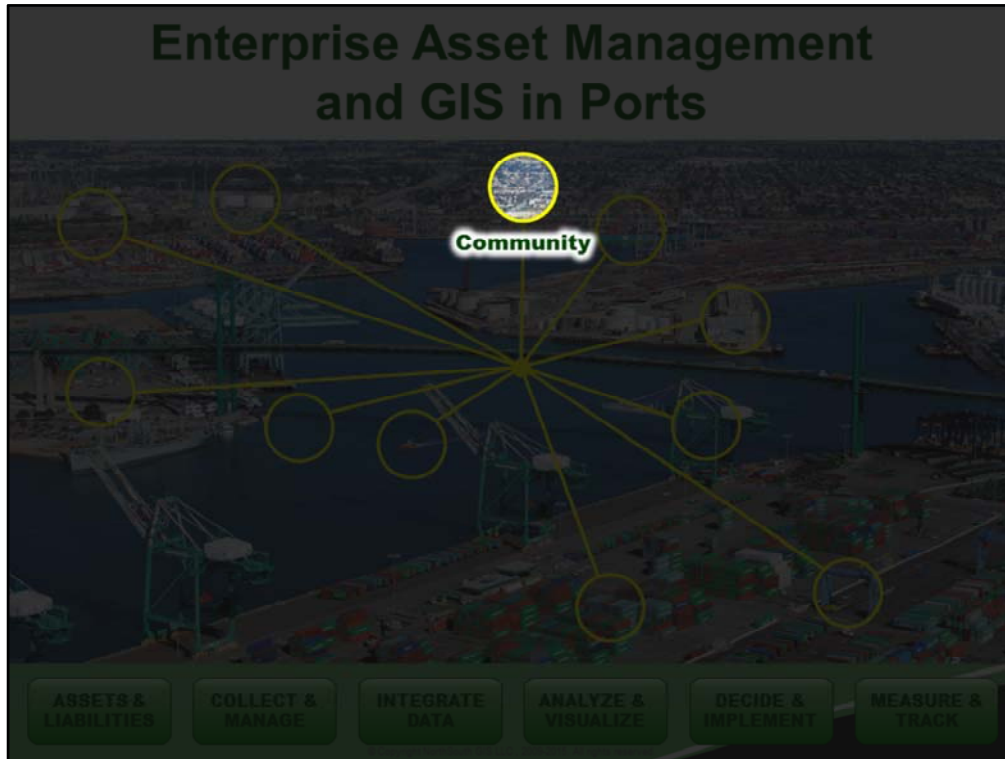 Enterprise Asset Management
and GIS in Ports
Community
ASSETS &
LIABILITIES
COLLECT &
MANAGE
INTEGRATE
DATA
ANALYZE &
VISUALIZE
DECIDE &
IMPLEMENT
MEASURE &
TRACK